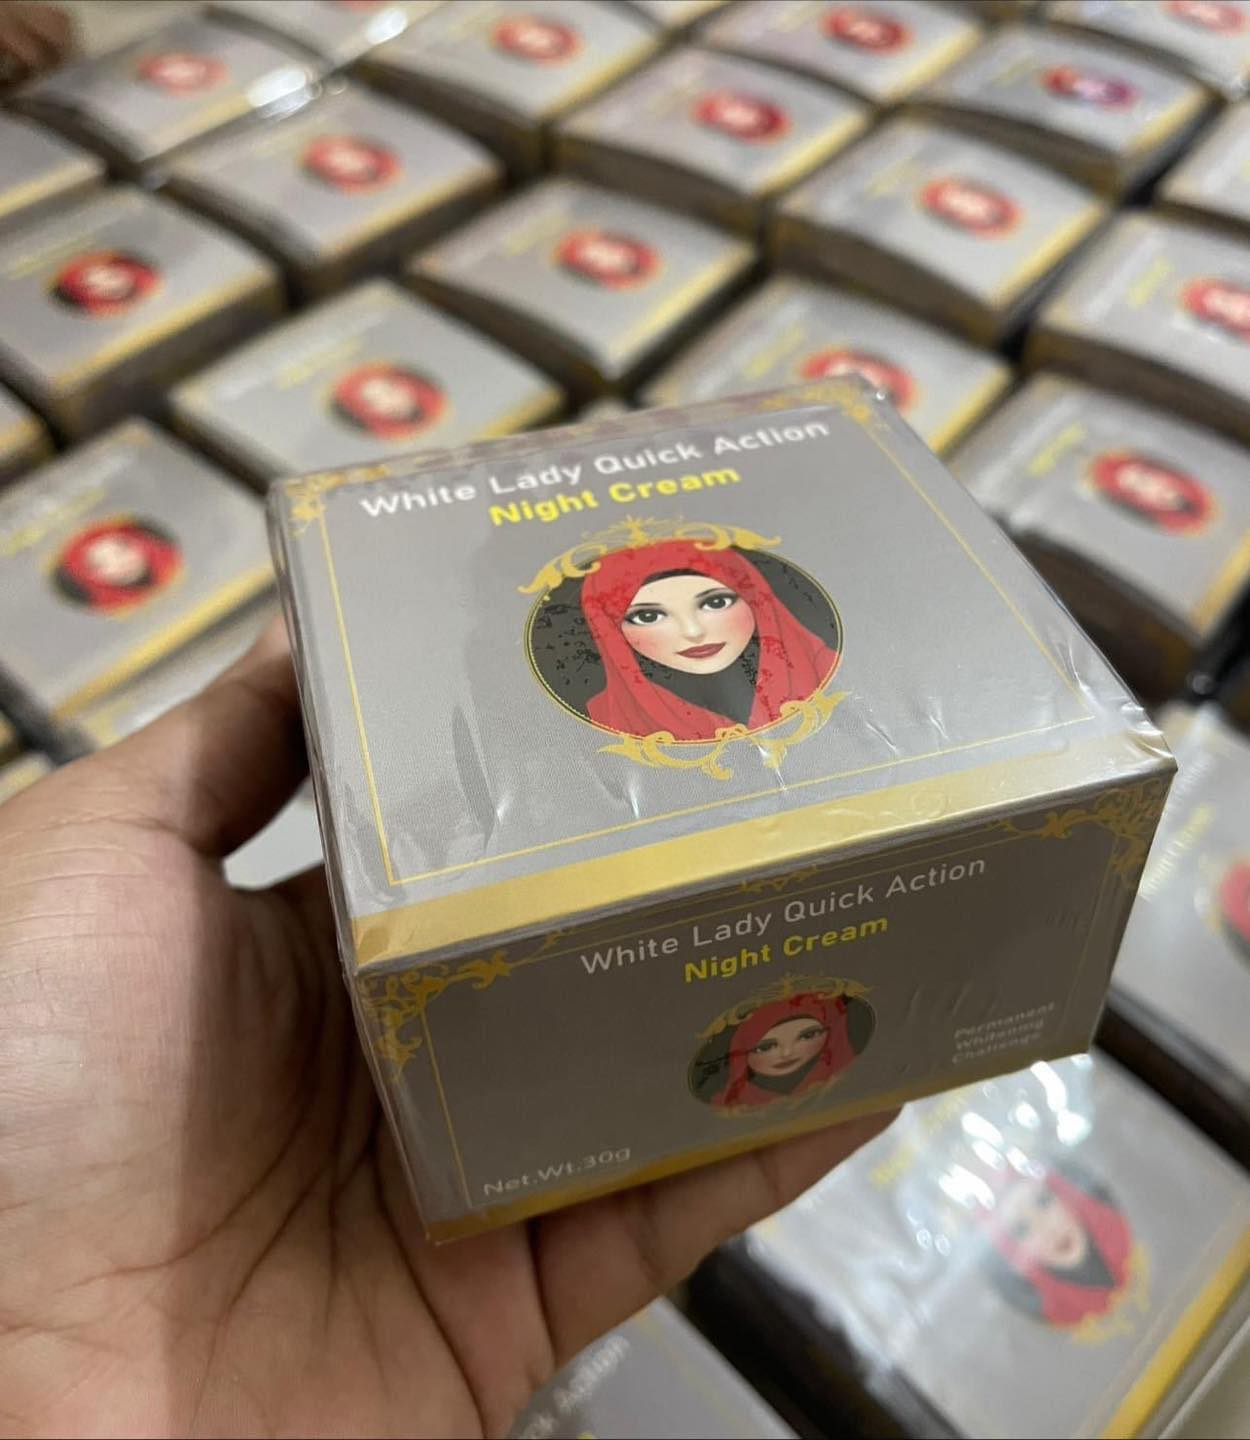 White Lady Quick Action
Night Cream
White Lady Quick Action
Night Cream
Permanent
Whitening
Challenge
Net.Wt.30g